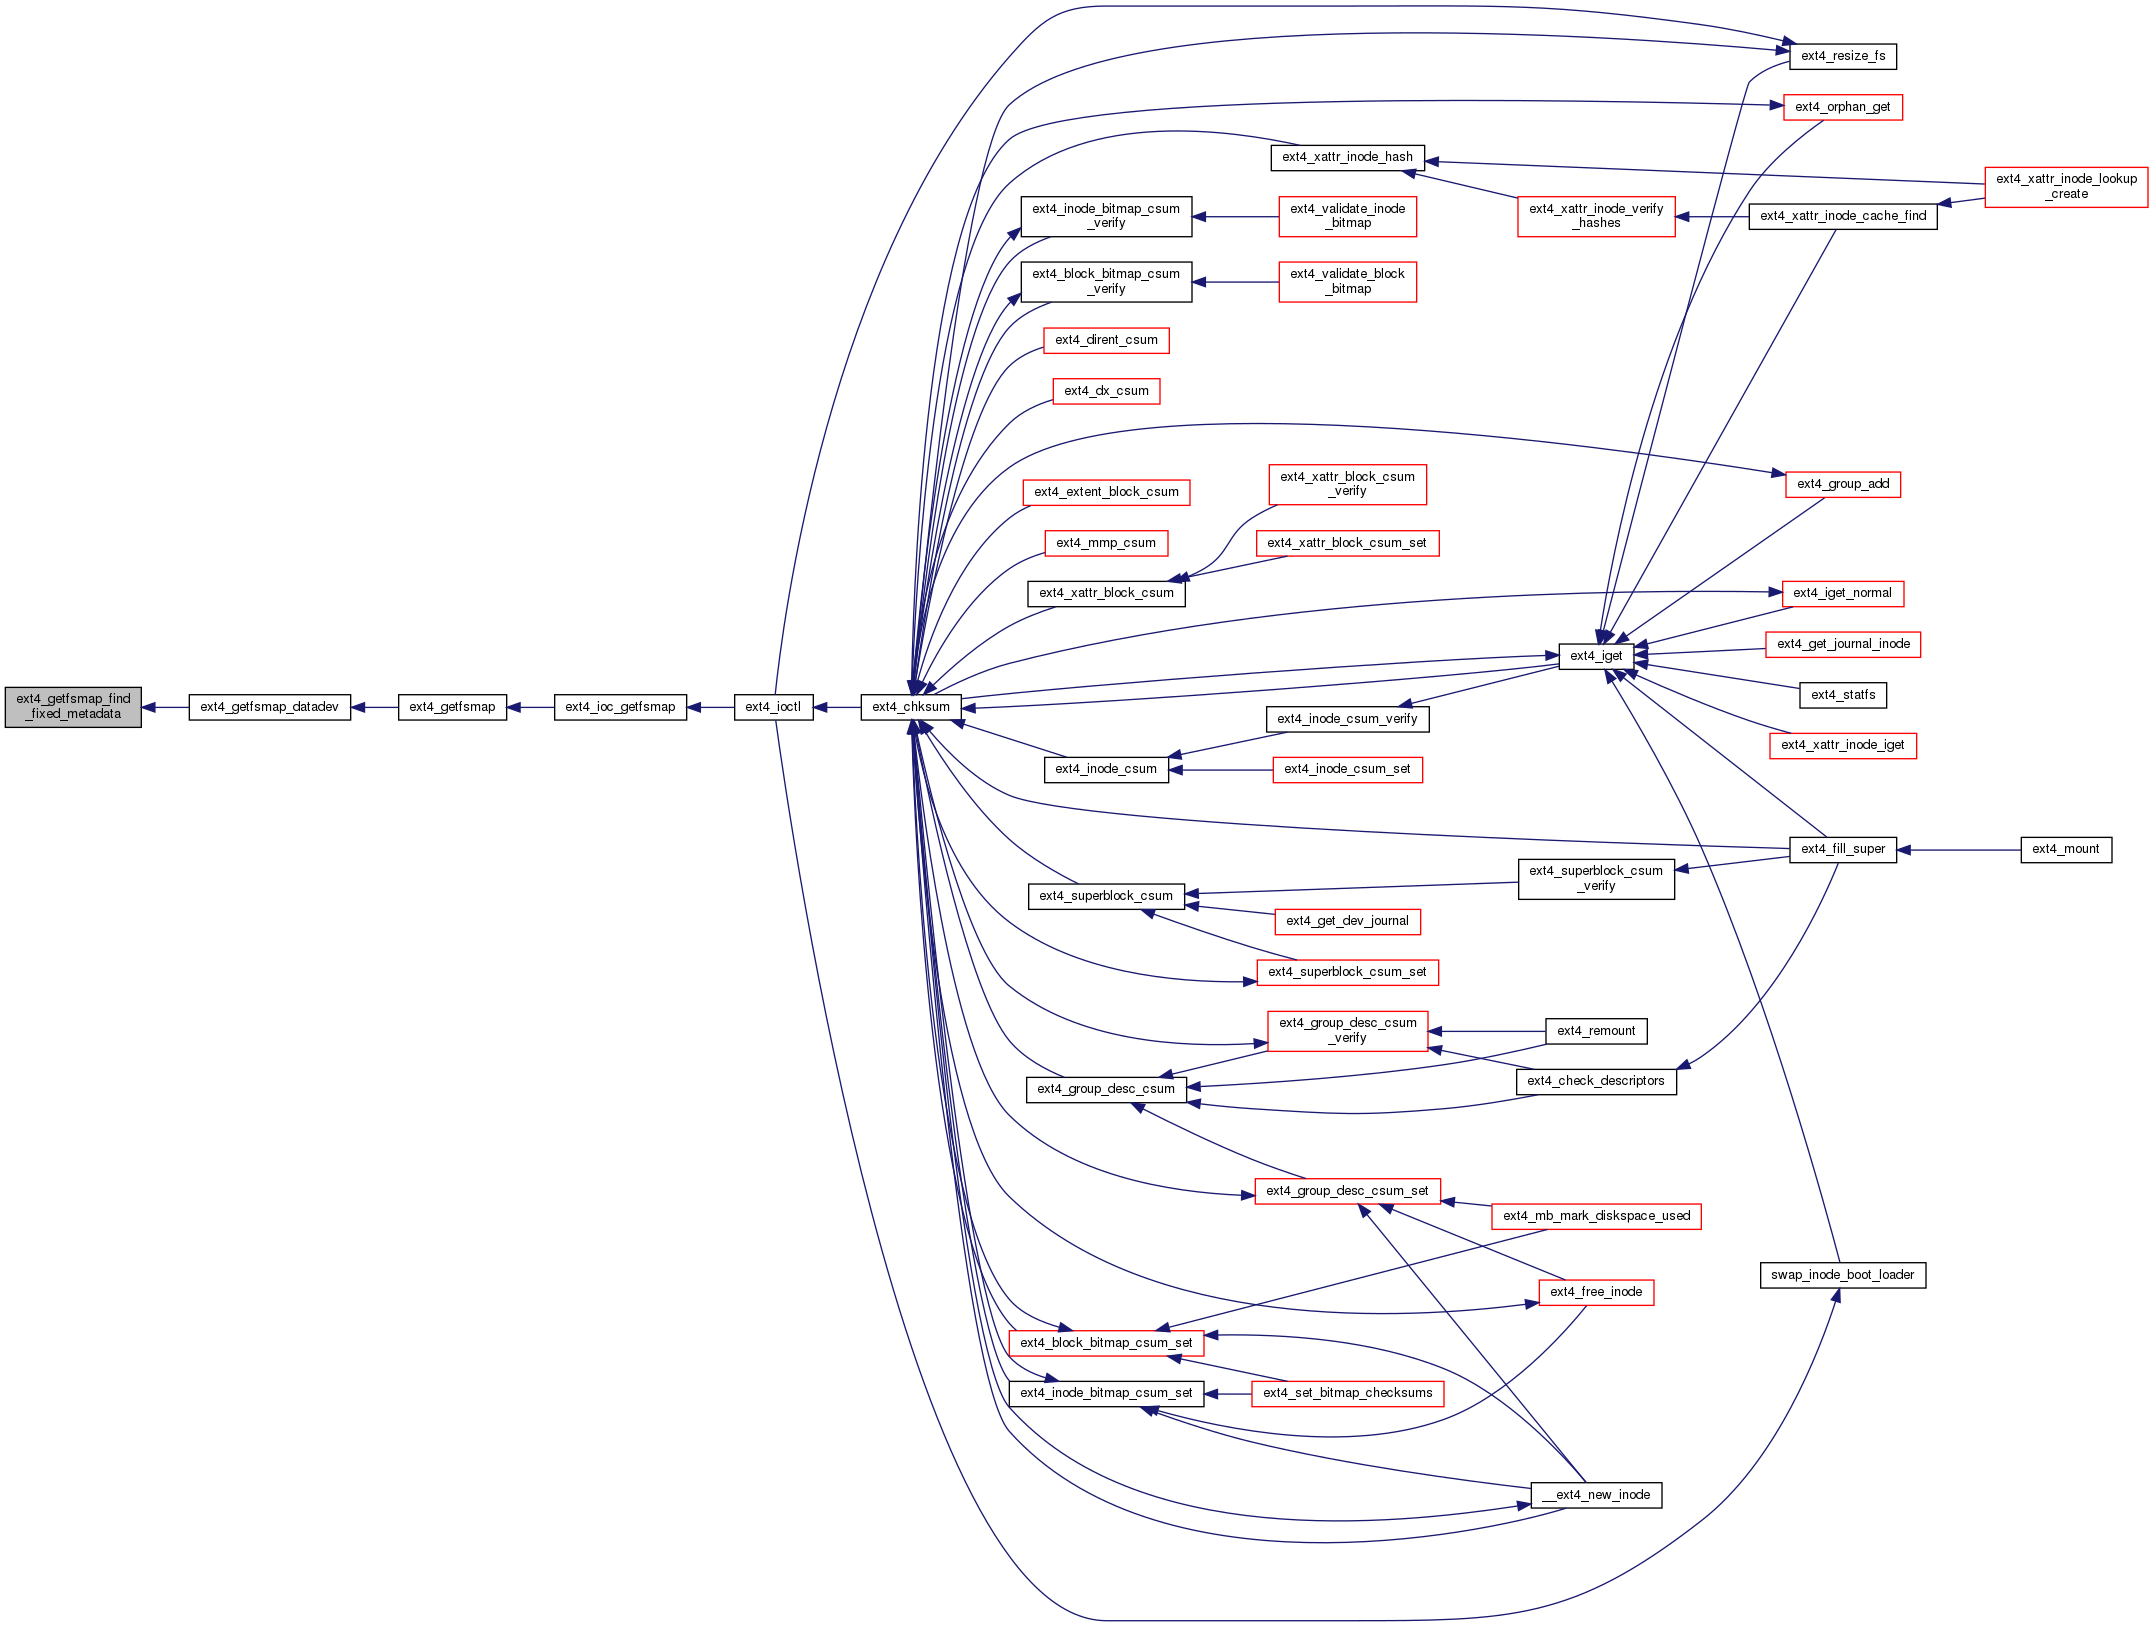 ext4_getfsmap_find
_fixed_metadata
ext4_getfsmap_datadev
ext4_getfsmap
ext4_ioc_getfsmap
ext4_ioctl
ext4_chksum
ext4_resize_fs
ext4_orphan_get
ext4_xattr_inode_hash
ext4_xattr_inode_lookup
_create
ext4_inode_bitmap_csum
_verify
ext4_validate_inode
_bitmap
ext4_xattr_inode_verify
_hashes
ext4_xattr_inode_cache_find
ext4_block_bitmap_csum
_verify
ext4_validate_block
_bitmap
ext4_dirent_csum
ext4_dx_csum
ext4_extent_block_csum
ext4_xattr_block_csum
_verify
ext4_group_add
ext4_mmp_csum
ext4_xattr_block_csum_set
ext4_xattr_block_csum
ext4_iget_normal
ext4_iget
ext4_get_journal_inode
ext4_statfs
ext4_inode_csum_verify
ext4_xattr_inode_iget
ext4_inode_csum
ext4_inode_csum_set
ext4_fill_super
ext4_mount
ext4_superblock_csum
ext4_superblock_csum
_verify
ext4_get_dev_journal
ext4_superblock_csum_set
ext4_group_desc_csum
_verify
ext4_remount
ext4_group_desc_csum
ext4_check_descriptors
ext4_group_desc_csum_set
ext4_mb_mark_diskspace_used
swap_inode_boot_loader
ext4_free_inode
ext4_block_bitmap_csum_set
ext4_inode_bitmap_csum_set
ext4_set_bitmap_checksums
__ext4_new_inode